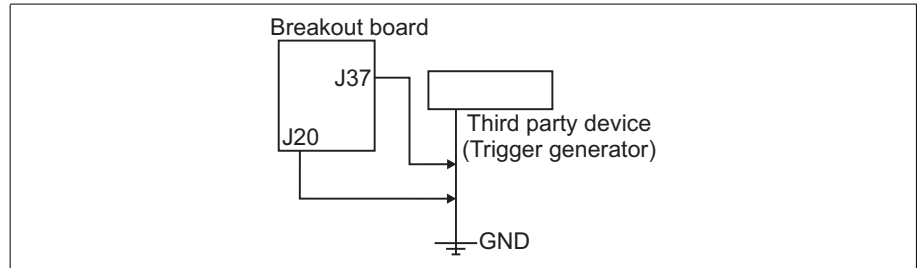 Breakout board
J37
J20
Third party device
(Trigger generator)
GND